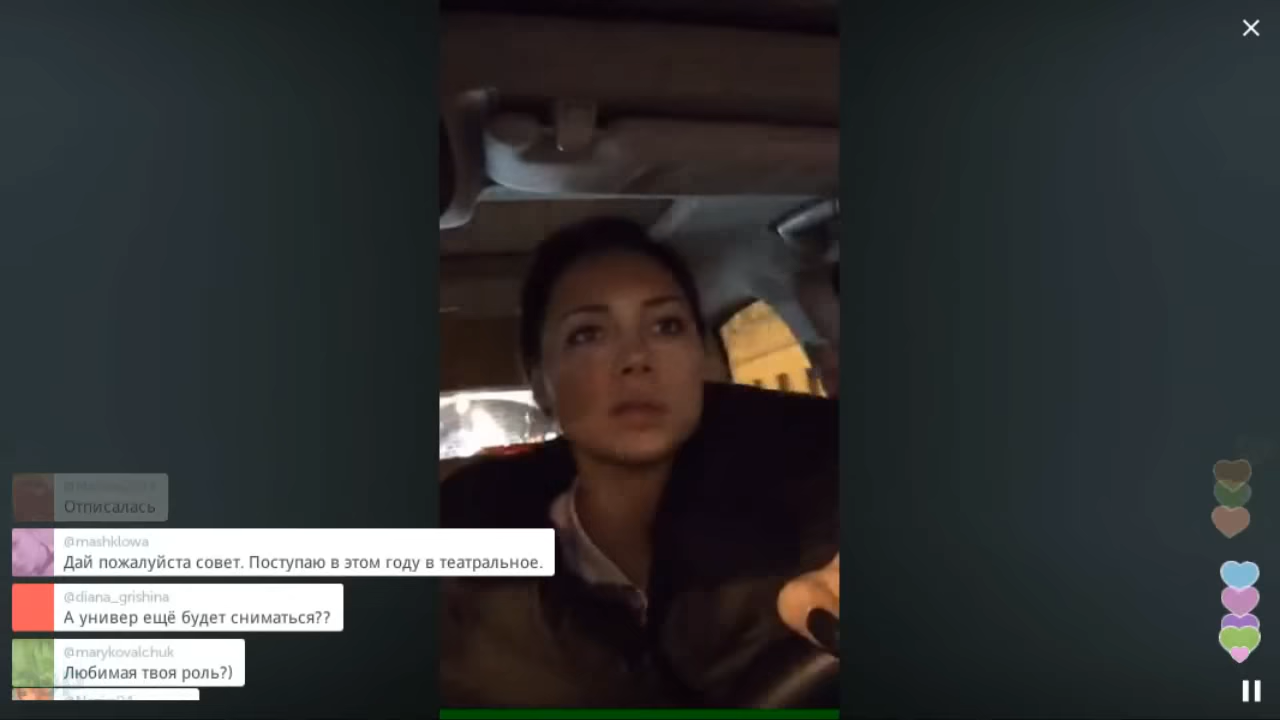 Отписалась
@mashklowa
Дай пожалуйста совет. Поступаю в этом году в театральное.
@diana_grishina
А универ ещё будет сниматься??
@marykovalchuk
Любимая твоя роль?)